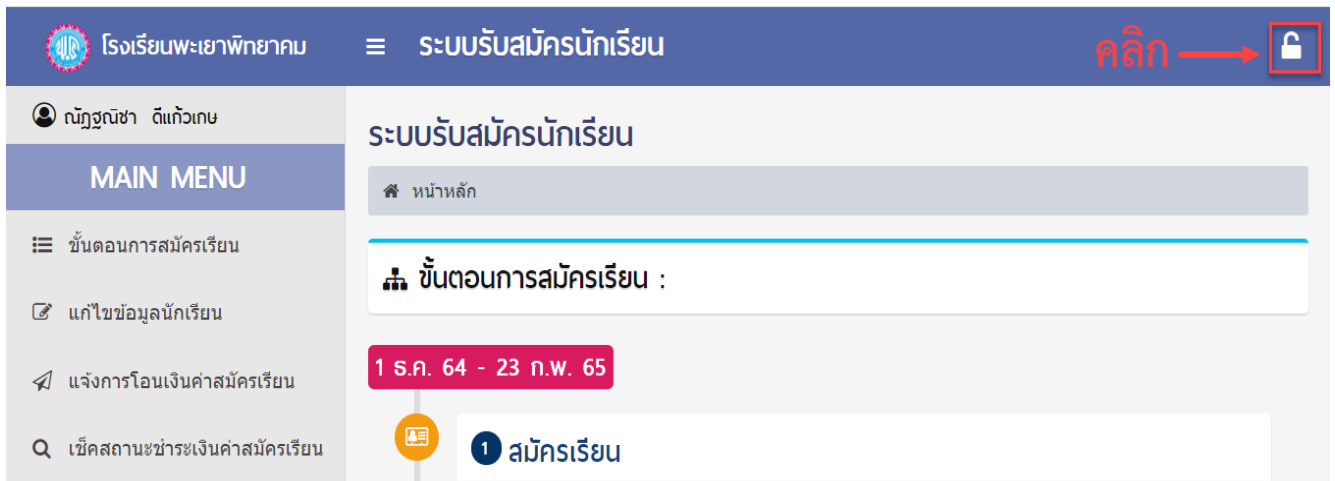 โรงเรียนพะเยาพิทยาคม
ระบบรับสมัครนักเรียน
คลิก
ณัฏฐณิชา ดีแก้วเกษ
MAIN MENU
ขั้นตอนการสมัครเรียน
แก้ไขข้อมูลนักเรียน
แจ้งการโอนเงินค่าสมัครเรียน
เช็คสถานะชำระเงินค่าสมัครเรียน
ระบบรับสมัครนักเรียน
หน้าหลัก
ขั้นตอนการสมัครเรียน :
1 ธ.ค. 64 - 23 ก.พ. 65
1 สมัครเรียน